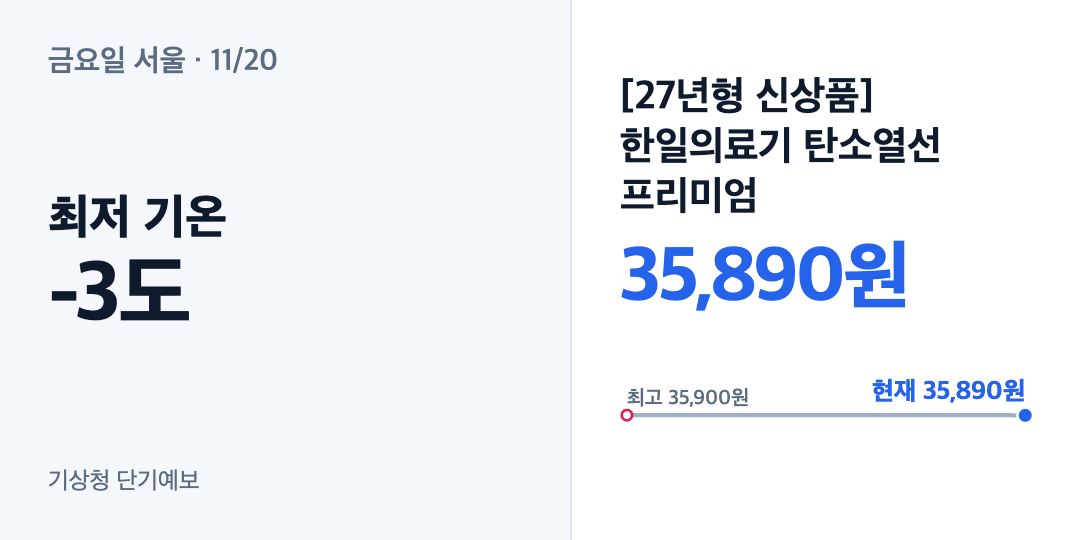 금요일 서울 · 11/20
최저 기온
-3도
기상청 단기예보
[27년형 신상품]
한일의료기 탄소열선
프리미엄
35,890원
최고 35,900원
현재 35,890원